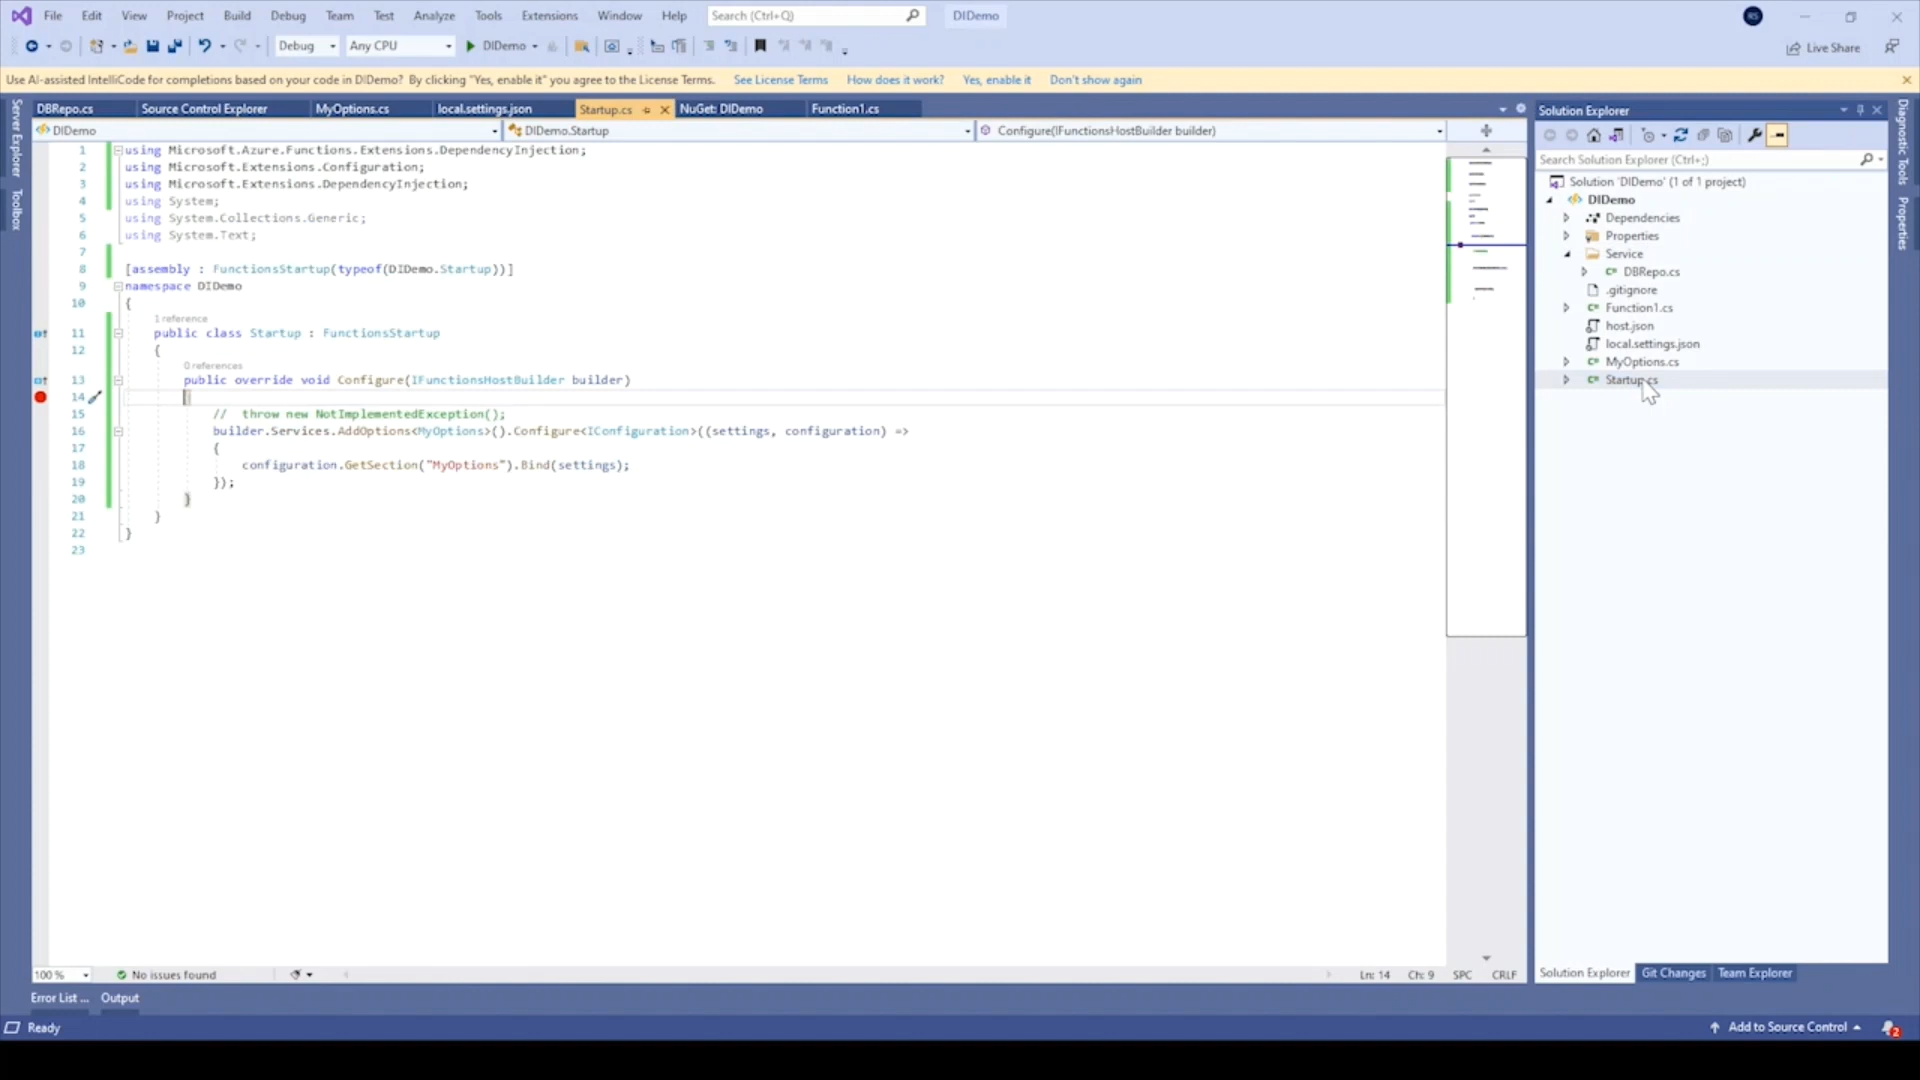 File Edit View Project Build Debug Team Test Analyze Tools Extensions Window Help Search (Ctrl+Q) DIDemo RS
Debug Any CPU DIDemo Live Share
Use AI-assisted IntelliCode for completions based on your code in DIDemo? By clicking "Yes, enable it" you agree to the License Terms. See License Terms How does it work? Yes, enable it Don't show again
Server Explorer
Toolbox
DBRepo.cs Source Control Explorer MyOptions.cs local.settings.json Startup.cs NuGet: DIDemo Function1.cs
DIDemo DIDemo.Startup Configure(IFunctionsHostBuilder builder)
1 using Microsoft.Azure.Functions.Extensions.DependencyInjection;
2 using Microsoft.Extensions.Configuration;
3 using Microsoft.Extensions.DependencyInjection;
4 using System;
5 using System.Collections.Generic;
6 using System.Text;
7
8 [assembly : FunctionsStartup(typeof(DIDemo.Startup))]
9 namespace DIDemo
10 {
1 reference
11 public class Startup : FunctionsStartup
12 {
0 references
13 public override void Configure(IFunctionsHostBuilder builder)
14 {
15 // throw new NotImplementedException();
16 builder.Services.AddOptions<MyOptions>().Configure<IConfiguration>((settings, configuration) =>
17 {
18 configuration.GetSection("MyOptions").Bind(settings);
19 });
20 }
21 }
22 }
23
100 % No issues found Ln: 14 Ch: 9 SPC CRLF
Error List ... Output
Ready Add to Source Control 2
Solution Explorer
Search Solution Explorer (Ctrl+;)
Solution 'DIDemo' (1 of 1 project)
DIDemo
Dependencies
Properties
Service
C# DBRepo.cs
.gitignore
C# Function1.cs
host.json
local.settings.json
C# MyOptions.cs
C# Startup.cs
Solution Explorer Git Changes Team Explorer
Diagnostic Tools
Properties